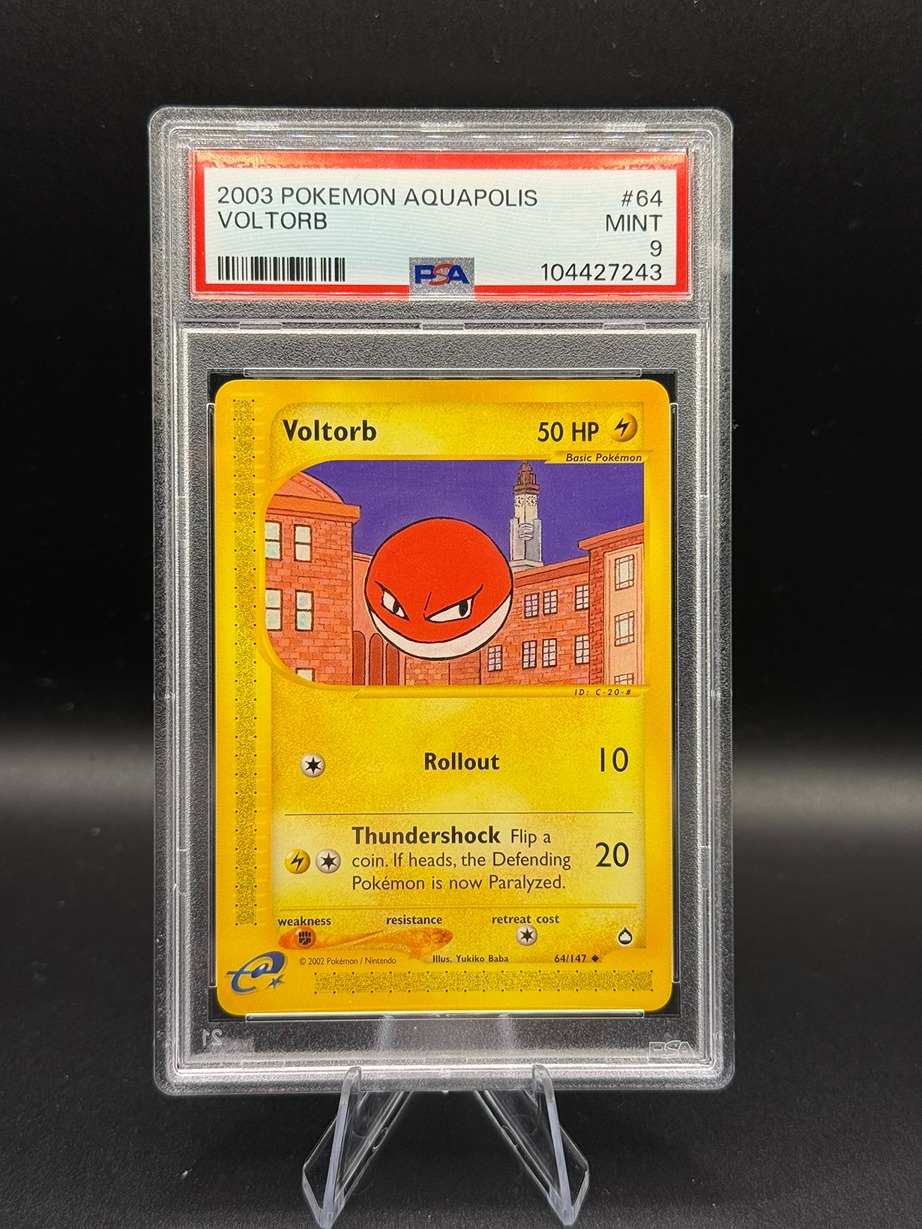 2003 POKEMON AQUAPOLIS #64
VOLTORB MINT
9
PSA 104427243
Voltorb 50 HP
Basic Pokémon
ID: C-20-#
Rollout 10
Thundershock Flip a
coin. If heads, the Defending 20
Pokémon is now Paralyzed.
weakness resistance retreat cost
© 2002 Pokémon / Nintendo Illus. Yukiko Baba 64/147
e
PSA